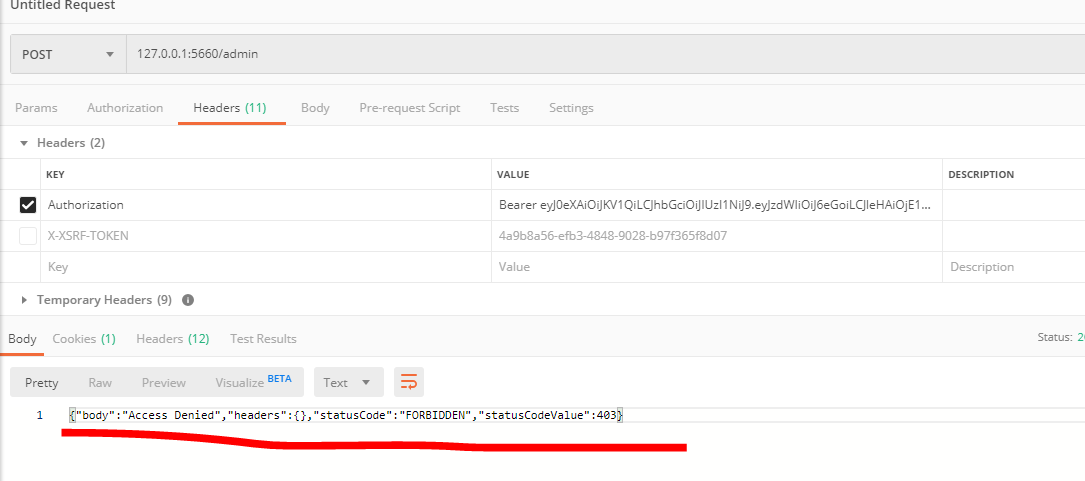 Untitled Request
POST 127.0.0.1:5660/admin
Params Authorization Headers (11) Body Pre-request Script Tests Settings
Headers (2)
KEY VALUE DESCRIPTION
Authorization Bearer eyJ0eXAiOiJKV1QiLCJhbGciOiJIUzI1NiJ9.eyJzdWIiOiJ6eGoiLCJleHAiOjE1...
X-XSRF-TOKEN 4a9b8a56-efb3-4848-9028-b97f365f8d07
Key Value Description
Temporary Headers (9)
Body Cookies (1) Headers (12) Test Results Status:
Pretty Raw Preview Visualize BETA Text
1 {"body":"Access Denied","headers":{},"statusCode":"FORBIDDEN","statusCodeValue":403}